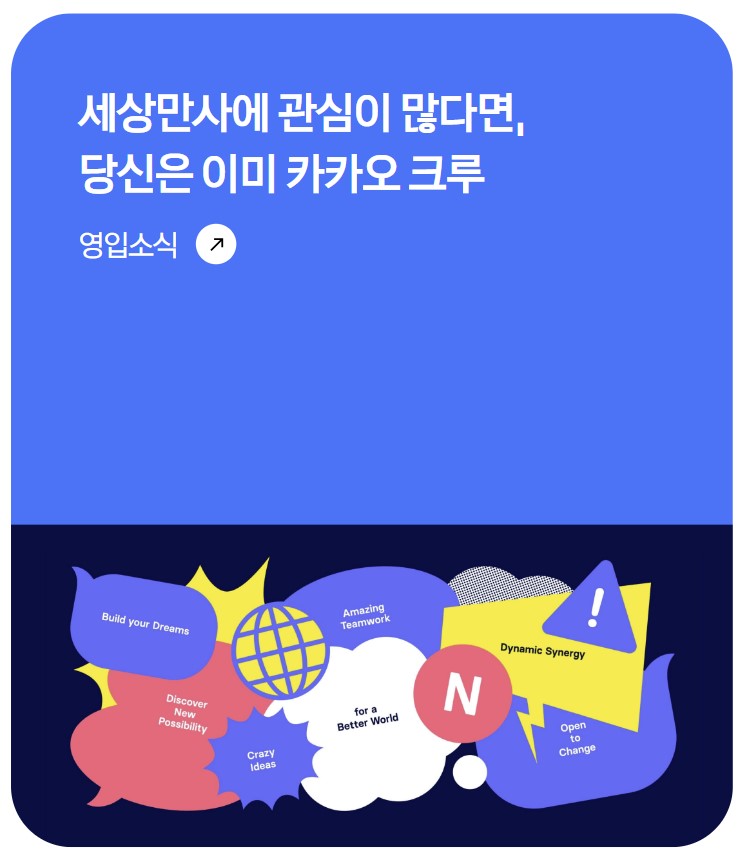 세상만사에 관심이 많다면,
당신은 이미 카카오 크루
영입소식
Build your Dreams
Amazing
Teamwork
Dynamic Synergy
!
N
Discover
New
Possibility
for a
Better World
Open
to
Change
Crazy
Ideas